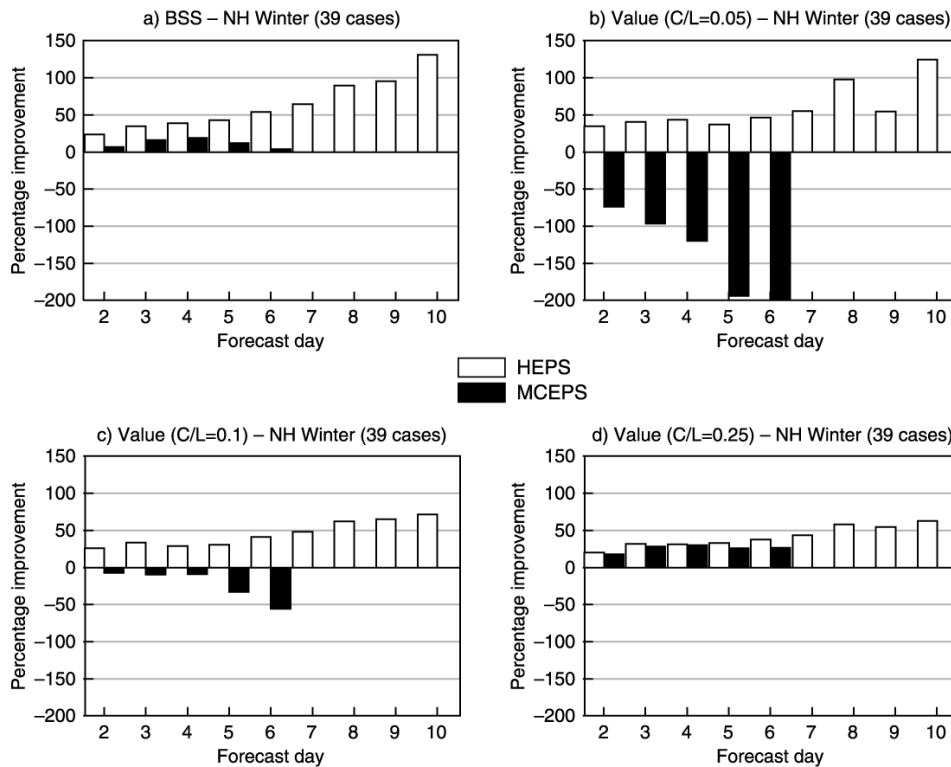 a) BSS – NH Winter (39 cases)
150
100
50
0
−50
−100
−150
−200
Percentage improvement
2 3 4 5 6 7 8 9 10
Forecast day
b) Value (C/L=0.05) – NH Winter (39 cases)
150
100
50
0
−50
−100
−150
−200
Percentage improvement
2 3 4 5 6 7 8 9 10
Forecast day
HEPS
MCEPS
c) Value (C/L=0.1) – NH Winter (39 cases)
150
100
50
0
−50
−100
−150
−200
Percentage improvement
2 3 4 5 6 7 8 9 10
Forecast day
d) Value (C/L=0.25) – NH Winter (39 cases)
150
100
50
0
−50
−100
−150
−200
Percentage improvement
2 3 4 5 6 7 8 9 10
Forecast day